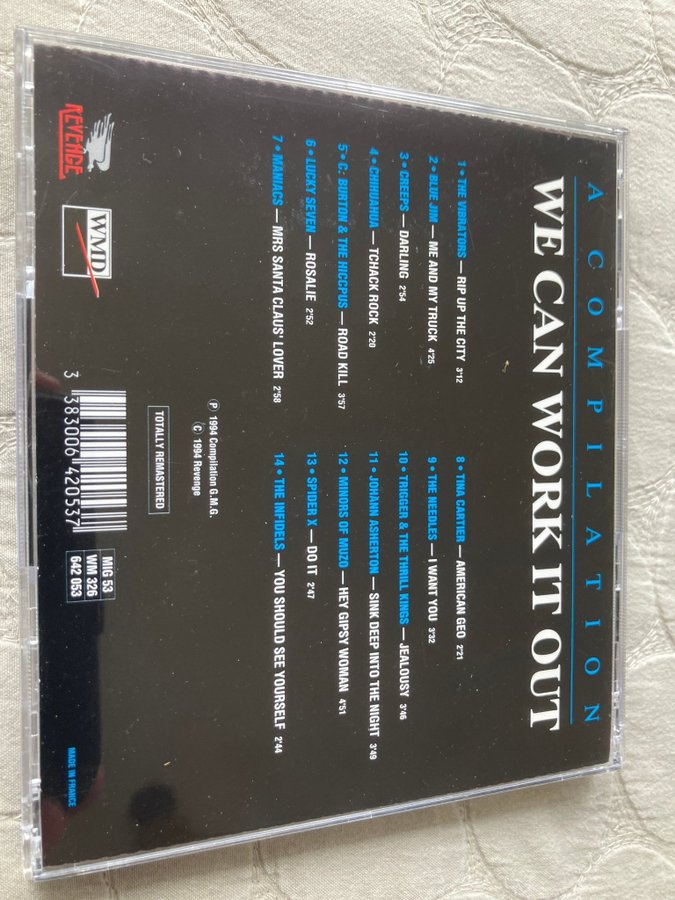 A COMPILATION
WE CAN WORK IT OUT
1 • THE VIBRATORS — RIP UP THE CITY 3'12
2 • BLUE JIM — ME AND MY TRUCK 4'25
3 • CREEPS — DARLING 2'54
4 • CHIHUAHUA — TCHACK ROCK 2'20
5 • C: BURTON & THE HICCPUS — ROAD KILL 3'57
6 • LUCKY SEVEN — ROSALIE 2'52
7 • MANIACS — MRS SANTA CLAUS' LOVER 2'58
8 • TINA CARTIER — AMERICAN GEO 2'21
9 • THE NEEDLES — I WANT YOU 3'32
10 • TRIGGER & THE THRILL KINGS — JEALOUSY 3'46
11 • JOHANN ASHERTON — SINK DEEP INTO THE NIGHT 3'49
12 • MINORS OF MUZO — HEY GIPSY WOMAN 4'51
13 • SPIDER X — DO IT 2'47
14 • THE INFIDELS — YOU SHOULD SEE YOURSELF 2'44
℗ 1994 Compilation G.M.G.
© 1994 Revenge
TOTALLY REMASTERED
REVENGE
WMD
3 383006 420537
MIG 53
WM 326
642 053
MADE IN FRANCE